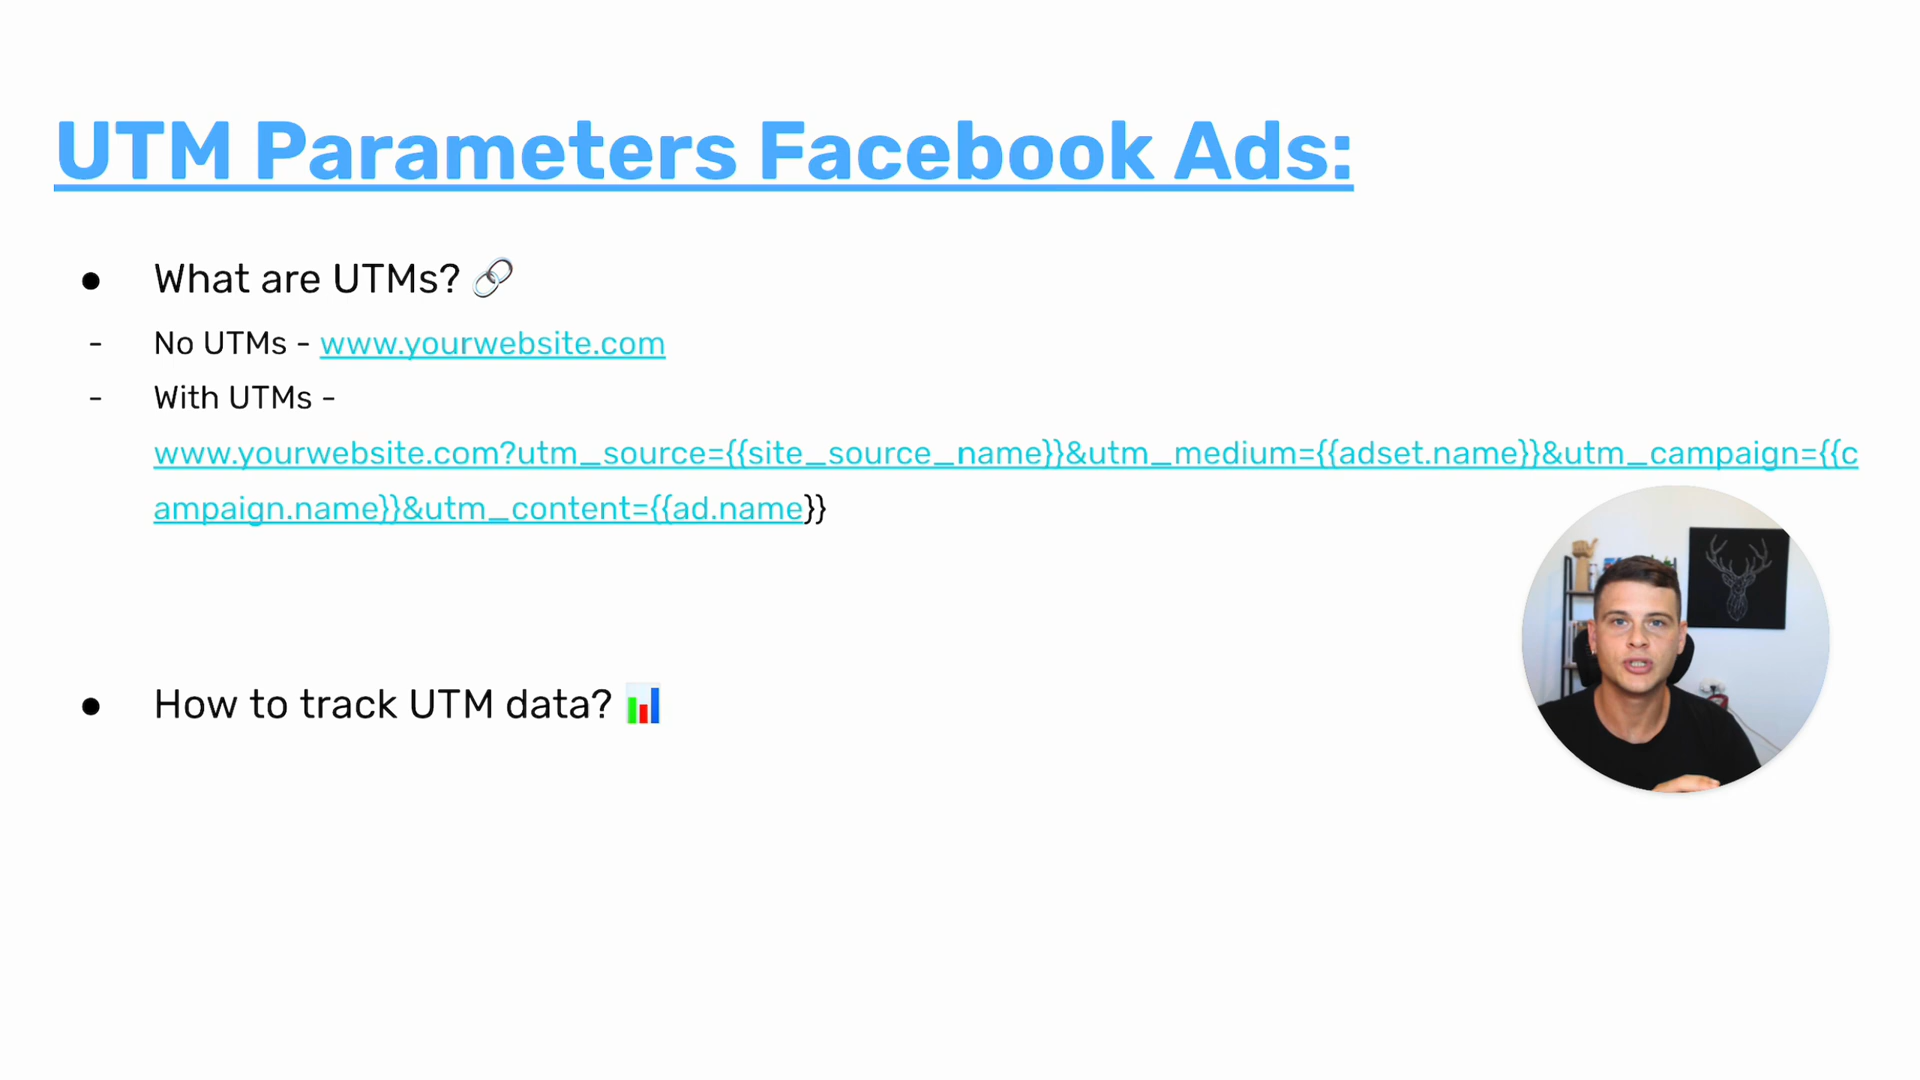 UTM Parameters Facebook Ads:
● What are UTMs? 🔗
- No UTMs - www.yourwebsite.com
- With UTMs -
www.yourwebsite.com?utm_source={{site_source_name}}&utm_medium={{adset.name}}&utm_campaign={{c
ampaign.name}}&utm_content={{ad.name}}
● How to track UTM data? 📊